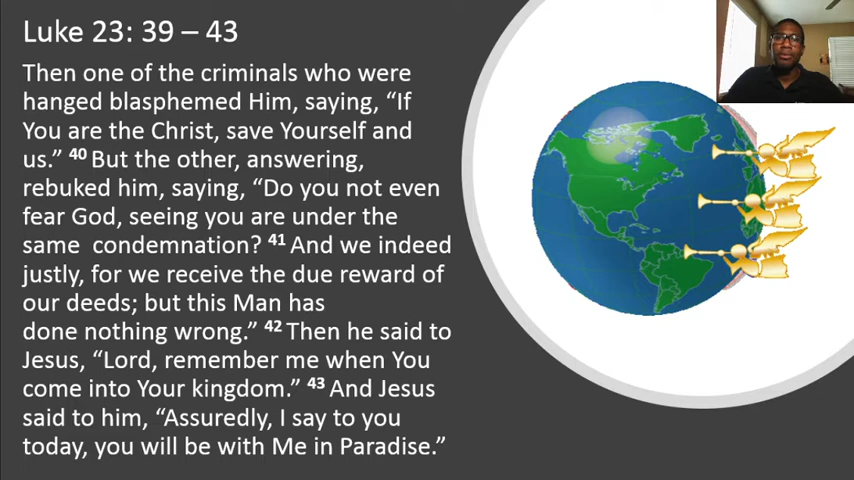 Luke 23: 39 – 43
Then one of the criminals who were
hanged blasphemed Him, saying, “If
You are the Christ, save Yourself and
us.” 40 But the other, answering,
rebuked him, saying, “Do you not even
fear God, seeing you are under the
same  condemnation? 41 And we indeed
justly, for we receive the due reward of
our deeds; but this Man has
done nothing wrong.” 42 Then he said to
Jesus, “Lord, remember me when You
come into Your kingdom.” 43 And Jesus
said to him, “Assuredly, I say to you
today, you will be with Me in Paradise.”